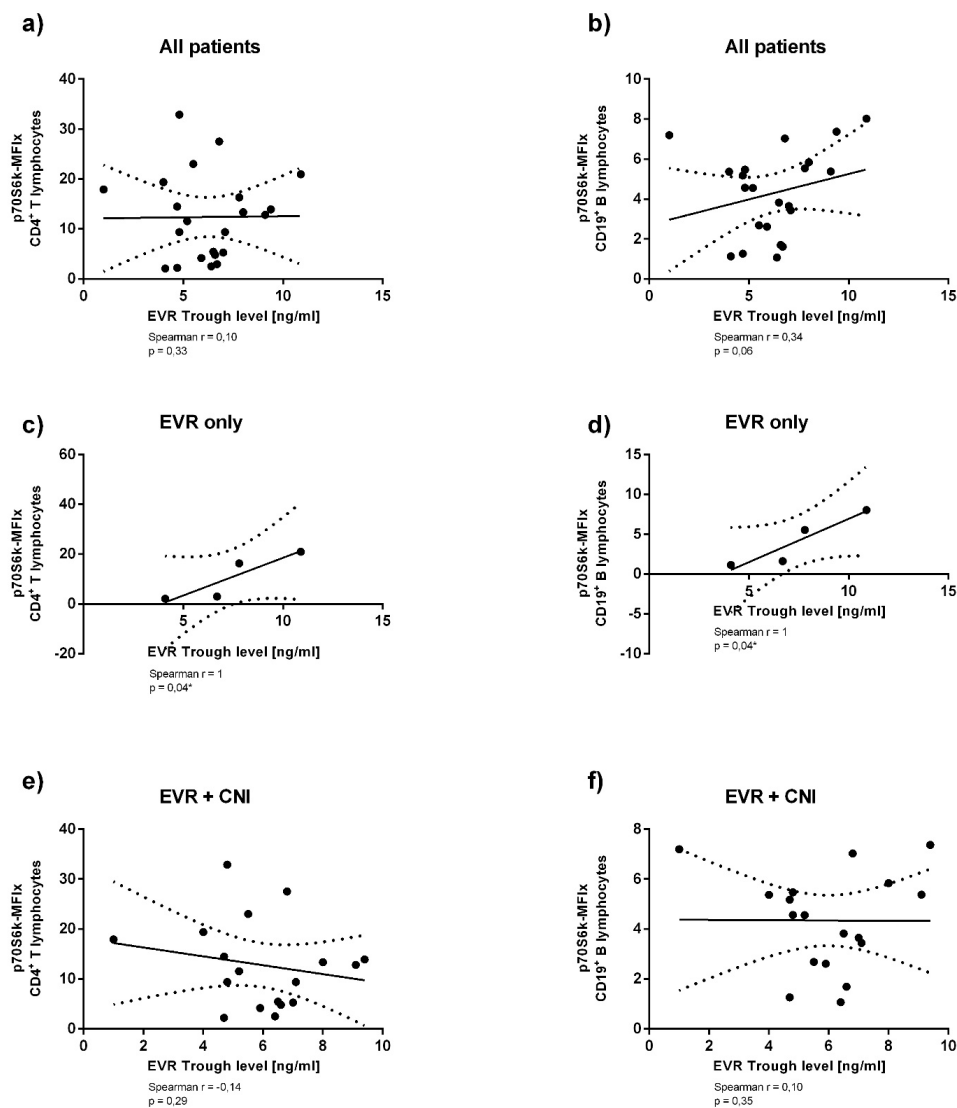 a)
All patients
p70S6k-MFIx
CD4⁺ T lymphocytes
40
30
20
10
0
0
5
10
15
EVR Trough level [ng/ml]
Spearman r = 0,10
p = 0,33
b)
All patients
p70S6k-MFIx
CD19⁺ B lymphocytes
10
8
6
4
2
0
0
5
10
15
EVR Trough level [ng/ml]
Spearman r = 0,34
p = 0,06
c)
EVR only
p70S6k-MFIx
CD4⁺ T lymphocytes
60
40
20
0
-20
5
10
15
EVR Trough level [ng/ml]
Spearman r = 1
p = 0,04*
d)
EVR only
p70S6k-MFIx
CD19⁺ B lymphocytes
15
10
5
0
-5
-10
5
10
15
EVR Trough level [ng/ml]
Spearman r = 1
p = 0,04*
e)
EVR + CNI
p70S6k-MFIx
CD4⁺ T lymphocytes
40
30
20
10
0
0
2
4
6
8
10
EVR Trough level [ng/ml]
Spearman r = -0,14
p = 0,29
f)
EVR + CNI
p70S6k-MFIx
CD19⁺ B lymphocytes
8
6
4
2
0
0
2
4
6
8
10
EVR Trough level [ng/ml]
Spearman r = 0,10
p = 0,35